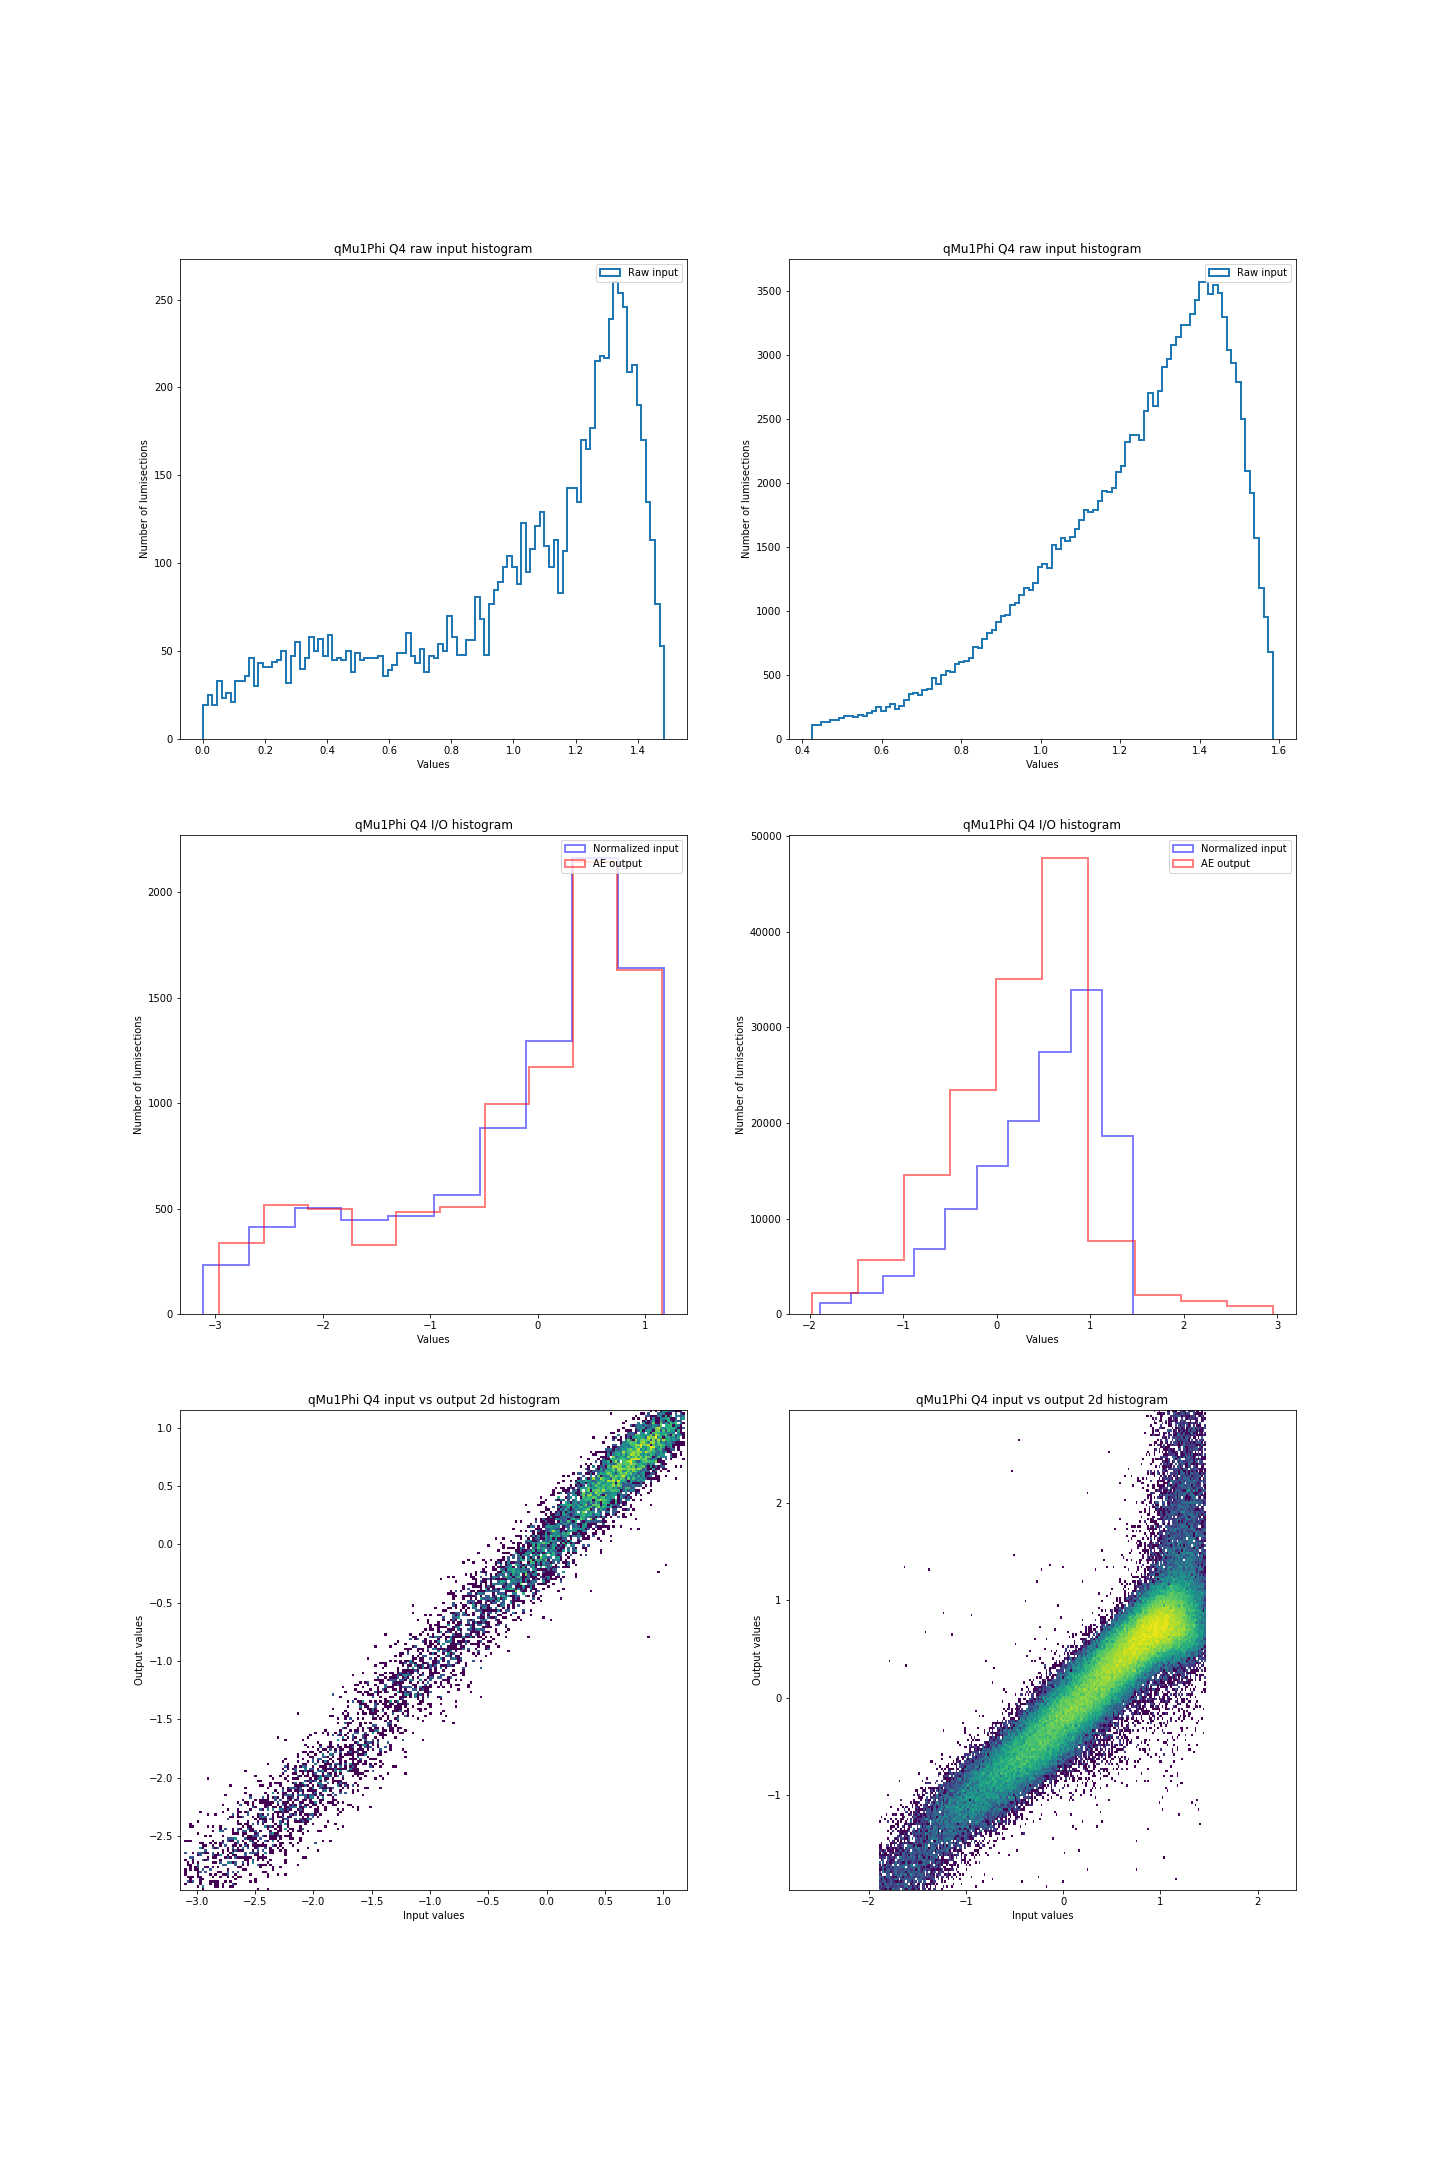 qMu1Phi Q4 raw input histogram
Raw input
250
200
150
100
50
0
Number of lumisections
0.0 0.2 0.4 0.6 0.8 1.0 1.2 1.4
Values
qMu1Phi Q4 raw input histogram
Raw input
3500
3000
2500
2000
1500
1000
500
0
Number of lumisections
0.4 0.6 0.8 1.0 1.2 1.4 1.6
Values
qMu1Phi Q4 I/O histogram
Normalized input
AE output
2000
1500
1000
500
0
Number of lumisections
−3 −2 −1 0 1
Values
qMu1Phi Q4 I/O histogram
Normalized input
AE output
50000
40000
30000
20000
10000
0
Number of lumisections
−2 −1 0 1 2 3
Values
qMu1Phi Q4 input vs output 2d histogram
1.0
0.5
0.0
−0.5
−1.0
−1.5
−2.0
−2.5
Output values
−3.0 −2.5 −2.0 −1.5 −1.0 −0.5 0.0 0.5 1.0
Input values
qMu1Phi Q4 input vs output 2d histogram
2
1
0
−1
Output values
−2 −1 0 1 2
Input values